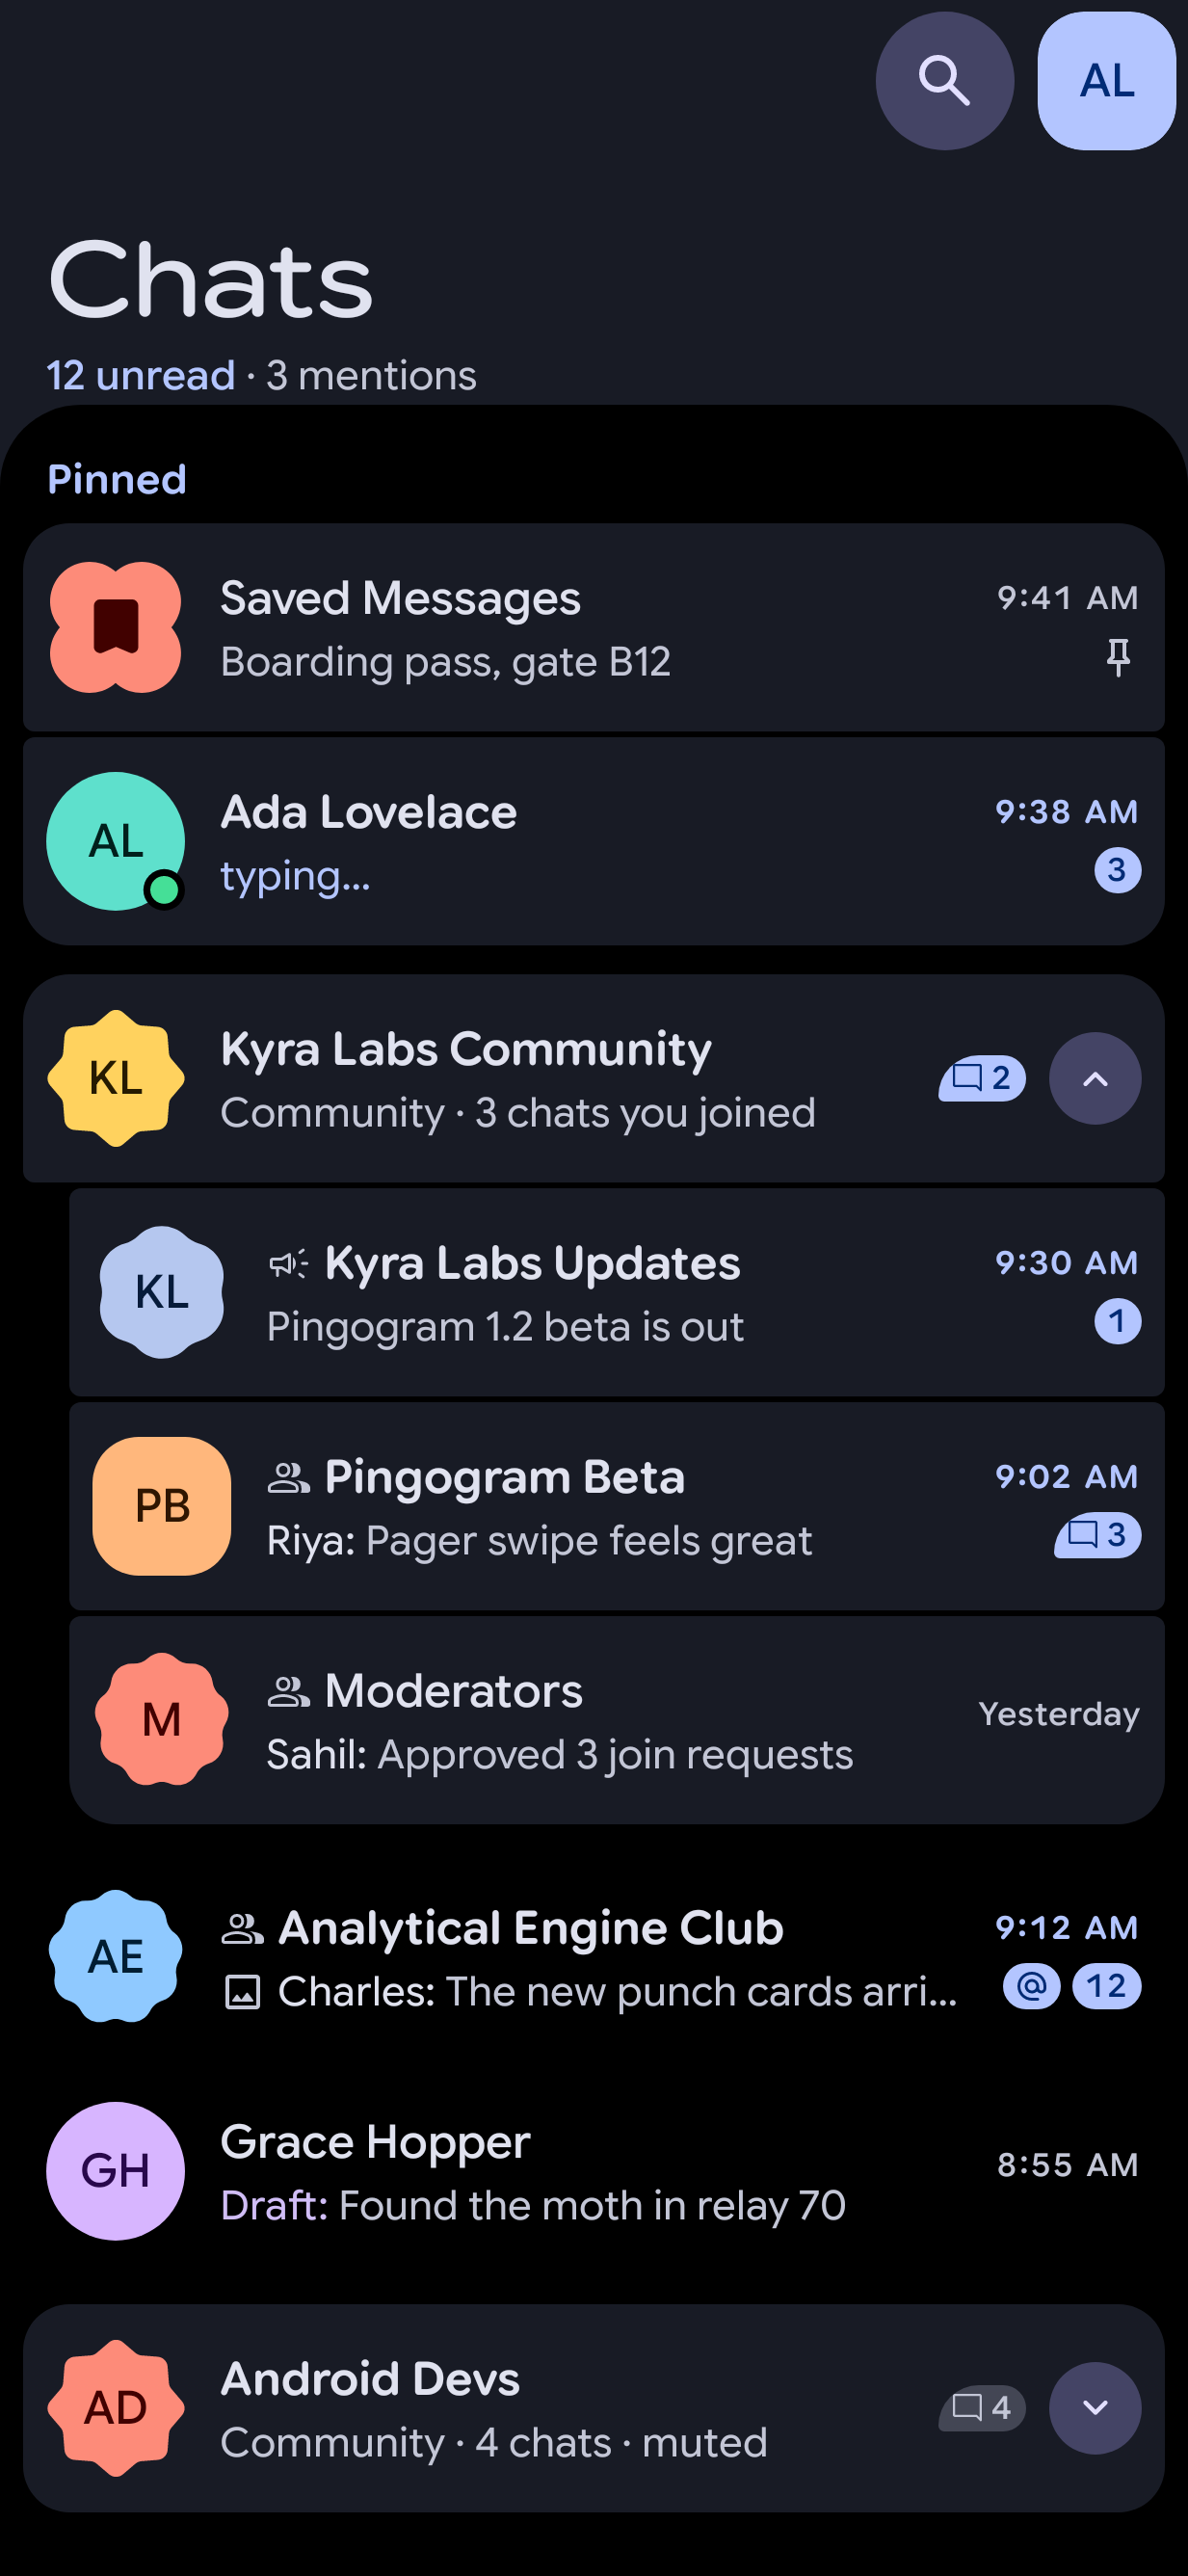 AL
Chats
12 unread · 3 mentions
Pinned
Saved Messages
9:41 AM
Boarding pass, gate B12
AL
Ada Lovelace
9:38 AM
typing...
3
KL
Kyra Labs Community
2
Community · 3 chats you joined
KL
Kyra Labs Updates
9:30 AM
Pingogram 1.2 beta is out
1
PB
Pingogram Beta
9:02 AM
Riya: Pager swipe feels great
3
M
Moderators
Yesterday
Sahil: Approved 3 join requests
AE
Analytical Engine Club
9:12 AM
Charles: The new punch cards arri...
@ 12
GH
Grace Hopper
8:55 AM
Draft: Found the moth in relay 70
AD
Android Devs
4
Community · 4 chats · muted